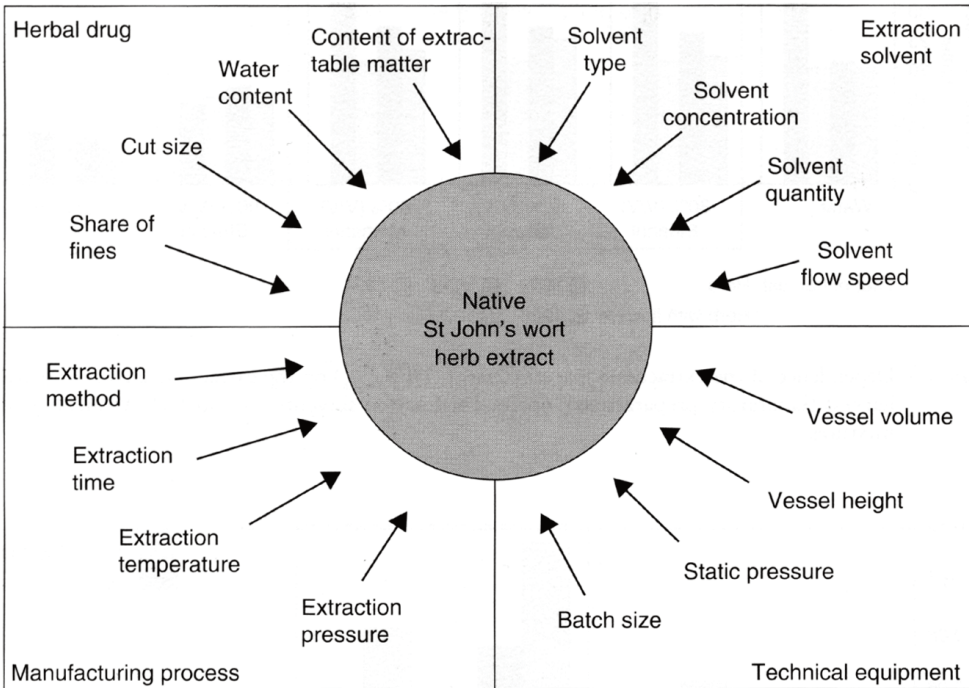 Herbal drug
Content of extrac-
table matter
Water
content
Cut size
Share of
fines
Solvent
type
Extraction
solvent
Solvent
concentration
Solvent
quantity
Solvent
flow speed
Native
St John's wort
herb extract
Extraction
method
Extraction
time
Extraction
temperature
Extraction
pressure
Manufacturing process
Vessel volume
Vessel height
Static pressure
Batch size
Technical equipment